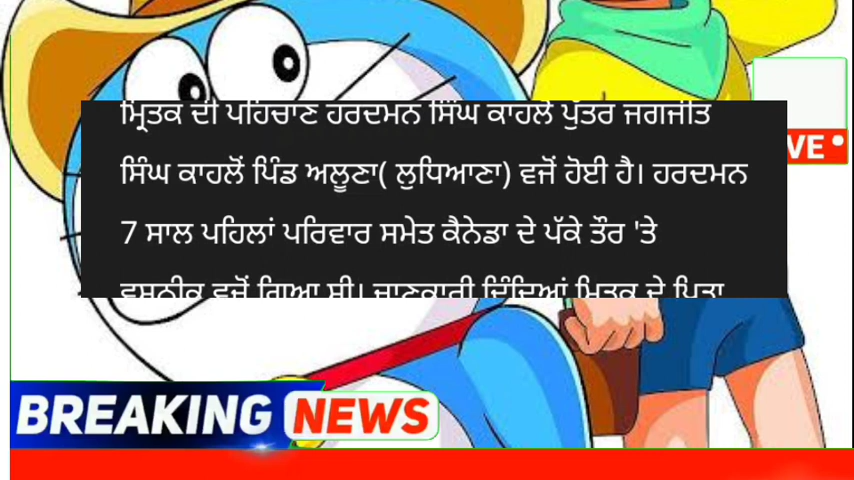 ਮ੍ਰਿਤਕ ਦੀ ਪਹਿਚਾਣ ਹਰਦਮਨ ਸਿੰਘ ਕਾਹਲੋਂ ਪੁੱਤਰ ਜਗਜੀਤ
ਸਿੰਘ ਕਾਹਲੋਂ ਪਿੰਡ ਅਲੂਣਾ( ਲੁਧਿਆਣਾ) ਵਜੋਂ ਹੋਈ ਹੈ। ਹਰਦਮਨ
VE
7 ਸਾਲ ਪਹਿਲਾਂ ਪਰਿਵਾਰ ਸਮੇਤ ਕੈਨੇਡਾ ਦੇ ਪੱਕੇ ਤੌਰ 'ਤੇ
ਵਸਨੀਕ ਵਜੋਂ ਗਿਆ ਸੀ। ਜਾਣਕਾਰੀ ਦਿੰਦਿਆਂ ਮ੍ਰਿਤਕ ਦੇ ਪਿਤਾ
BREAKING NEWS